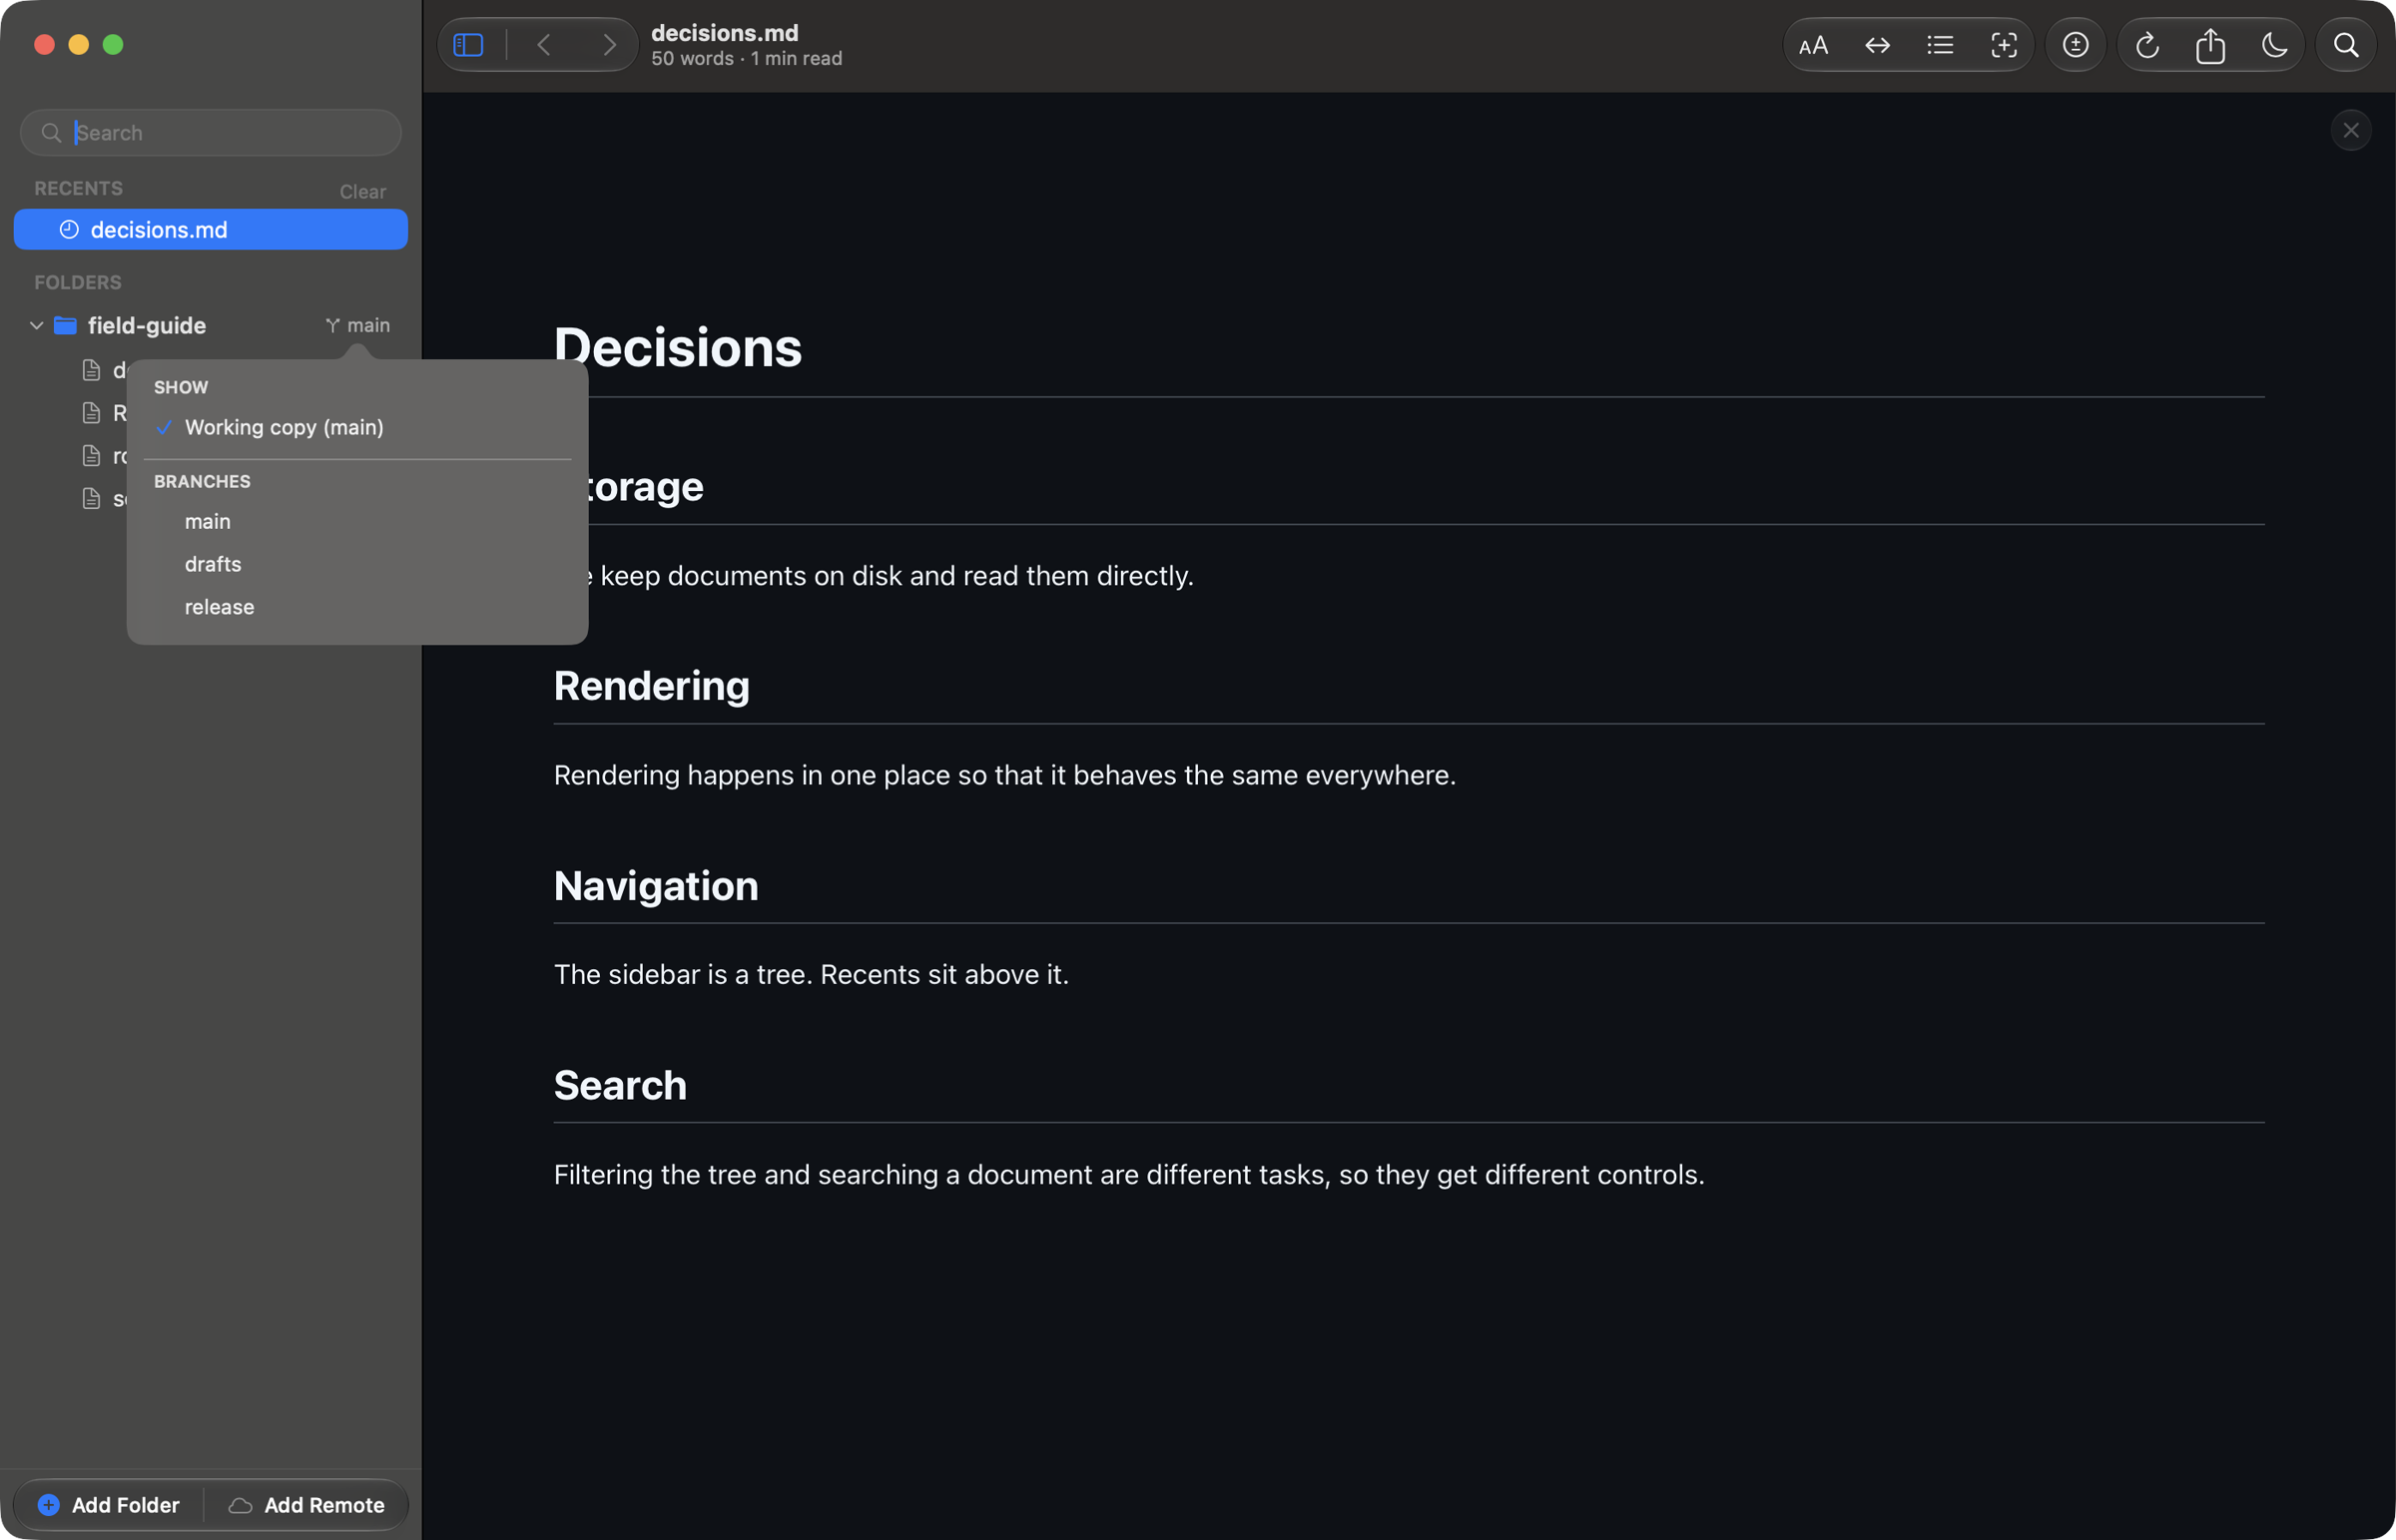 decisions.md
50 words · 1 min read
AA
Search
RECENTS
Clear
decisions.md
FOLDERS
field-guide
main
SHOW
Working copy (main)
BRANCHES
main
drafts
release
Decisions
torage
keep documents on disk and read them directly.
Rendering
Rendering happens in one place so that it behaves the same everywhere.
Navigation
The sidebar is a tree. Recents sit above it.
Search
Filtering the tree and searching a document are different tasks, so they get different controls.
Add Folder
Add Remote